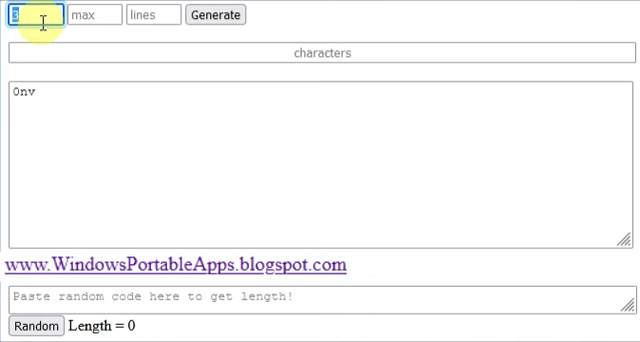 3 max lines Generate
characters
0nv
www.WindowsPortableApps.blogspot.com
Paste random code here to get length!
Random Length = 0